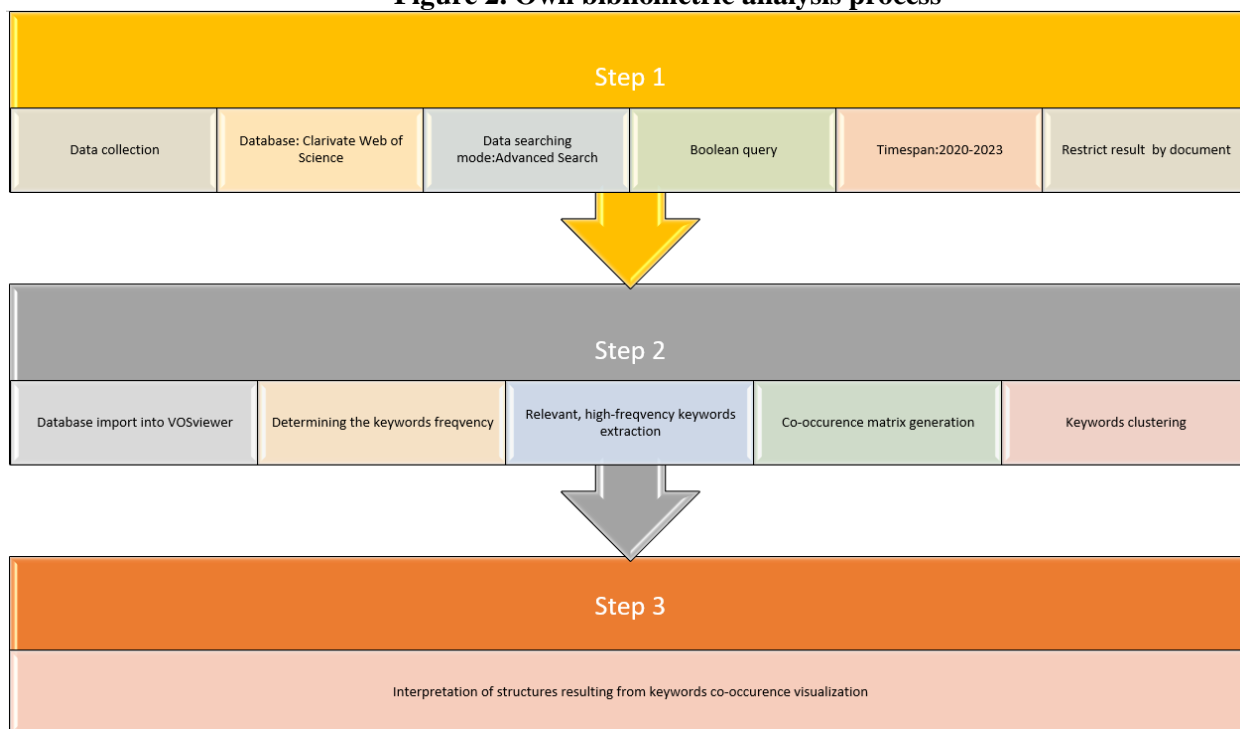 Figure 2. Own bibliometric analysis process
Step 1
Data collection
Database: Clarivate Web of
Science
Data searching
mode:Advanced Search
Boolean query
Timespan:2020-2023
Restrict result by document
Step 2
Database import into VOSviewer
Determining the keywords freqvency
Relevant, high-freqvency keywords
extraction
Co-occurence matrix generation
Keywords clustering
Step 3
Interpretation of structures resulting from keywords co-occurence visualization